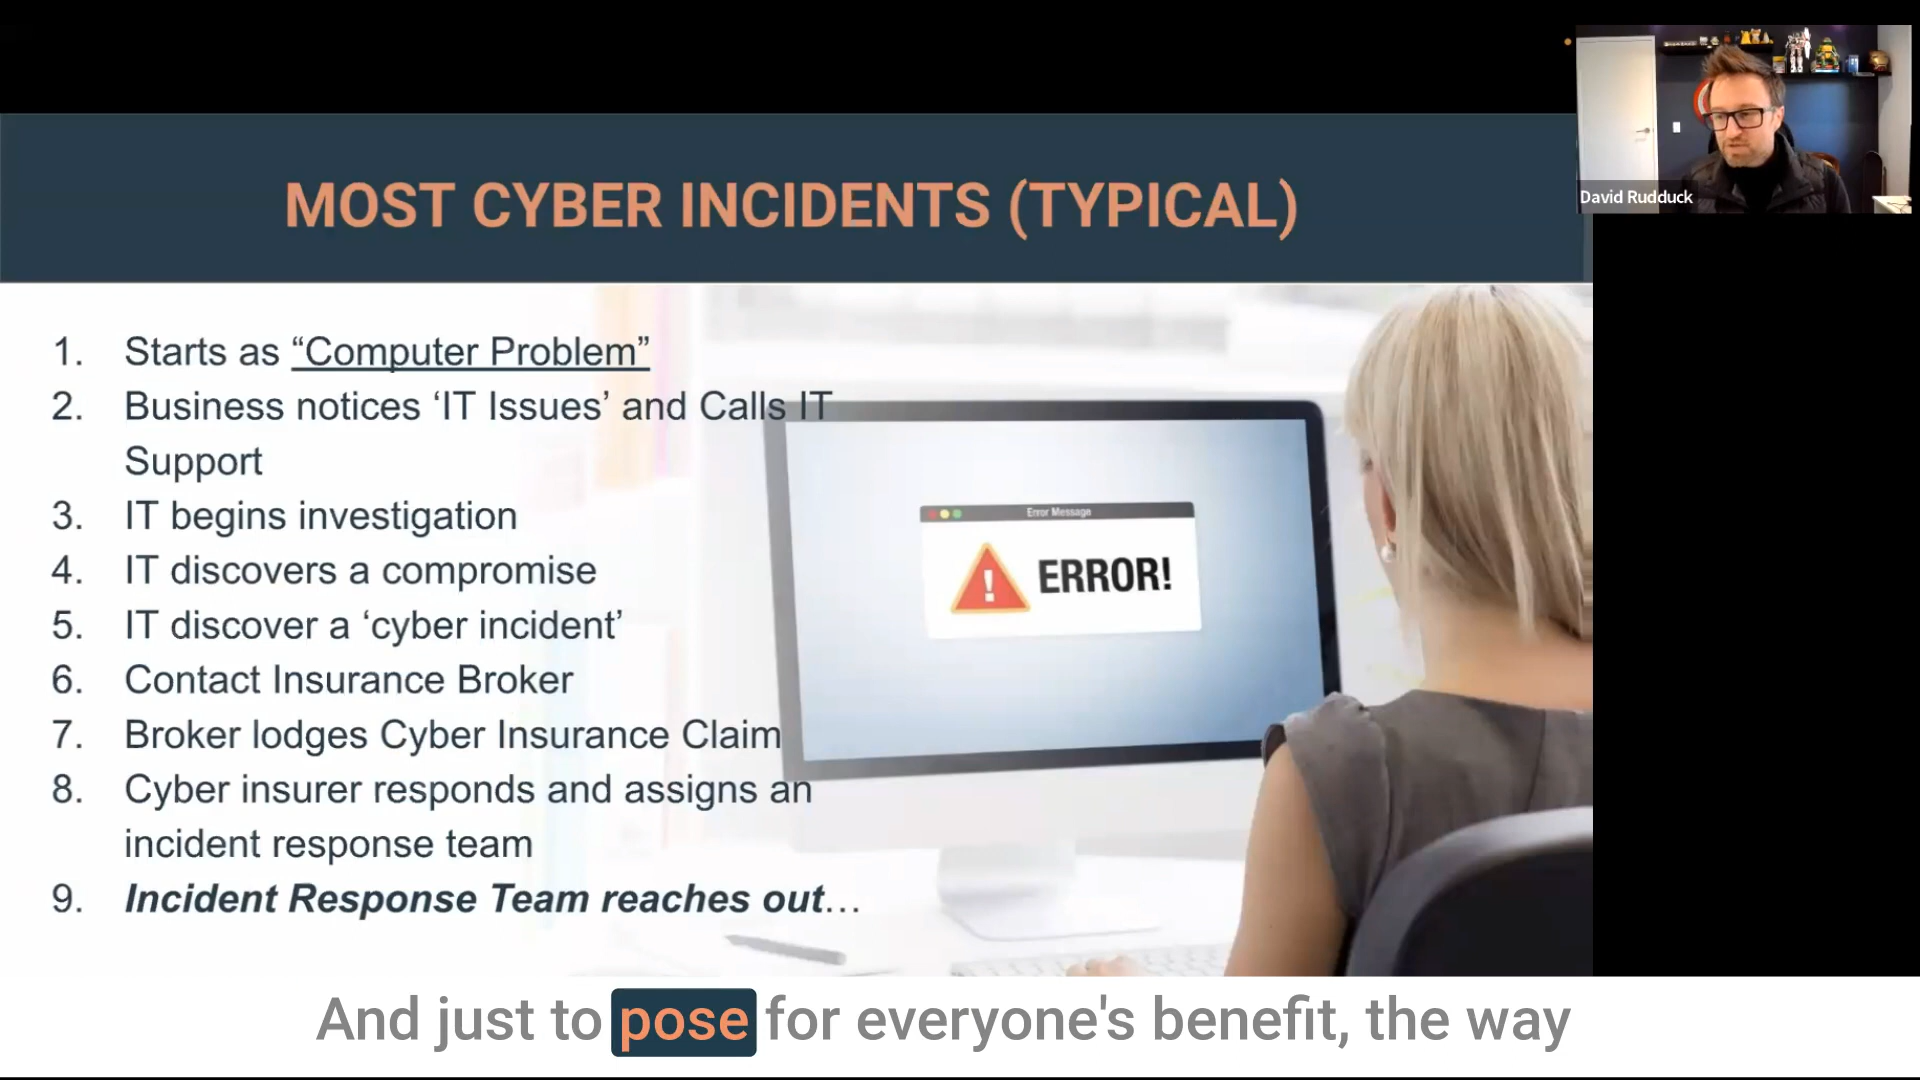 David Rudduck
MOST CYBER INCIDENTS (TYPICAL)
1. Starts as “Computer Problem”
2. Business notices ‘IT Issues’ and Calls IT
Support
3. IT begins investigation
4. IT discovers a compromise
5. IT discover a ‘cyber incident’
6. Contact Insurance Broker
7. Broker lodges Cyber Insurance Claim
8. Cyber insurer responds and assigns an
incident response team
9. Incident Response Team reaches out…
Error Message
ERROR!
And just to pose for everyone's benefit, the way